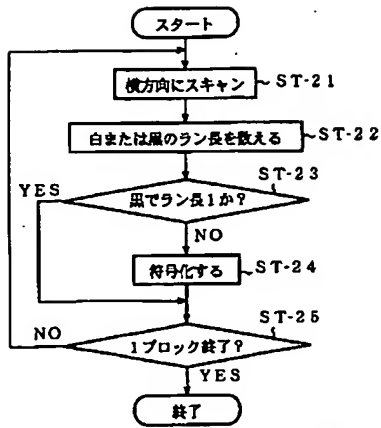 スタート
横方向にスキャン ST-21
白または黒のラン長を数える ST-22
ST-23
YES 黒でラン長1か?
NO
符号化する ST-24
ST-25
NO 1ブロック終了?
YES
終了